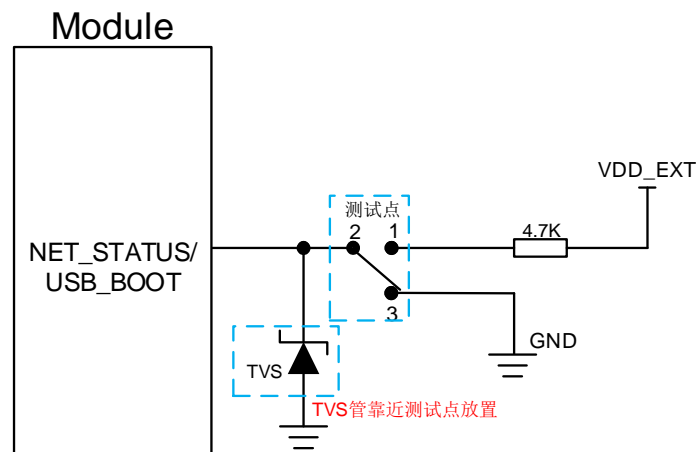 Module
VDD_EXT
测试点
2 1
4.7K
NET_STATUS/
USB_BOOT
3
GND
TVS
TVS管靠近测试点放置